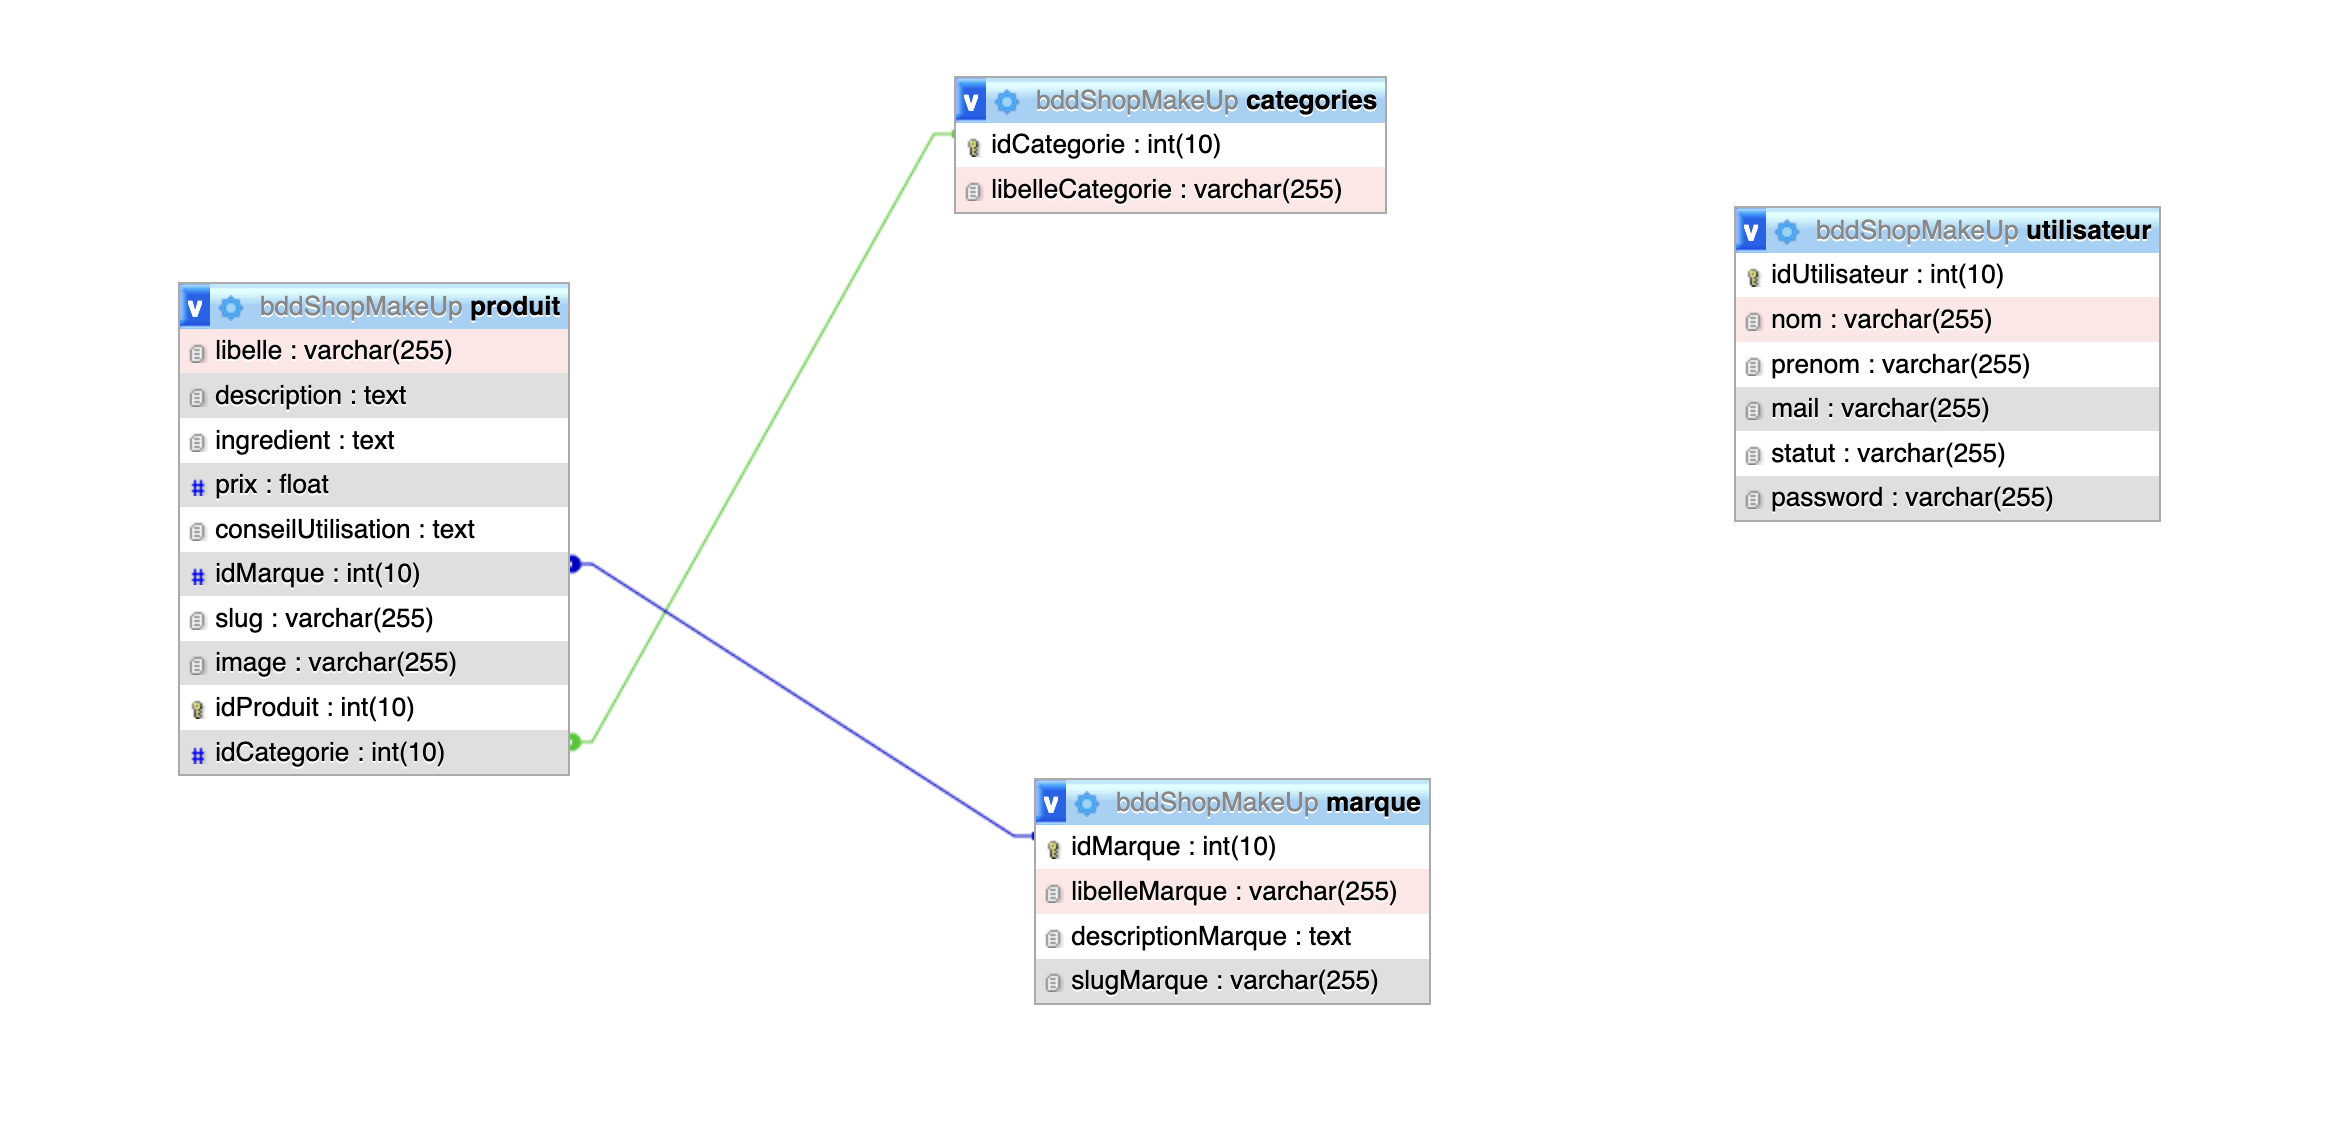 v bddShopMakeUp categories
idCategorie : int(10)
libelleCategorie : varchar(255)
v bddShopMakeUp utilisateur
idUtilisateur : int(10)
nom : varchar(255)
prenom : varchar(255)
mail : varchar(255)
statut : varchar(255)
password : varchar(255)
v bddShopMakeUp produit
libelle : varchar(255)
description : text
ingredient : text
# prix : float
conseilUtilisation : text
# idMarque : int(10)
slug : varchar(255)
image : varchar(255)
idProduit : int(10)
# idCategorie : int(10)
v bddShopMakeUp marque
idMarque : int(10)
libelleMarque : varchar(255)
descriptionMarque : text
slugMarque : varchar(255)